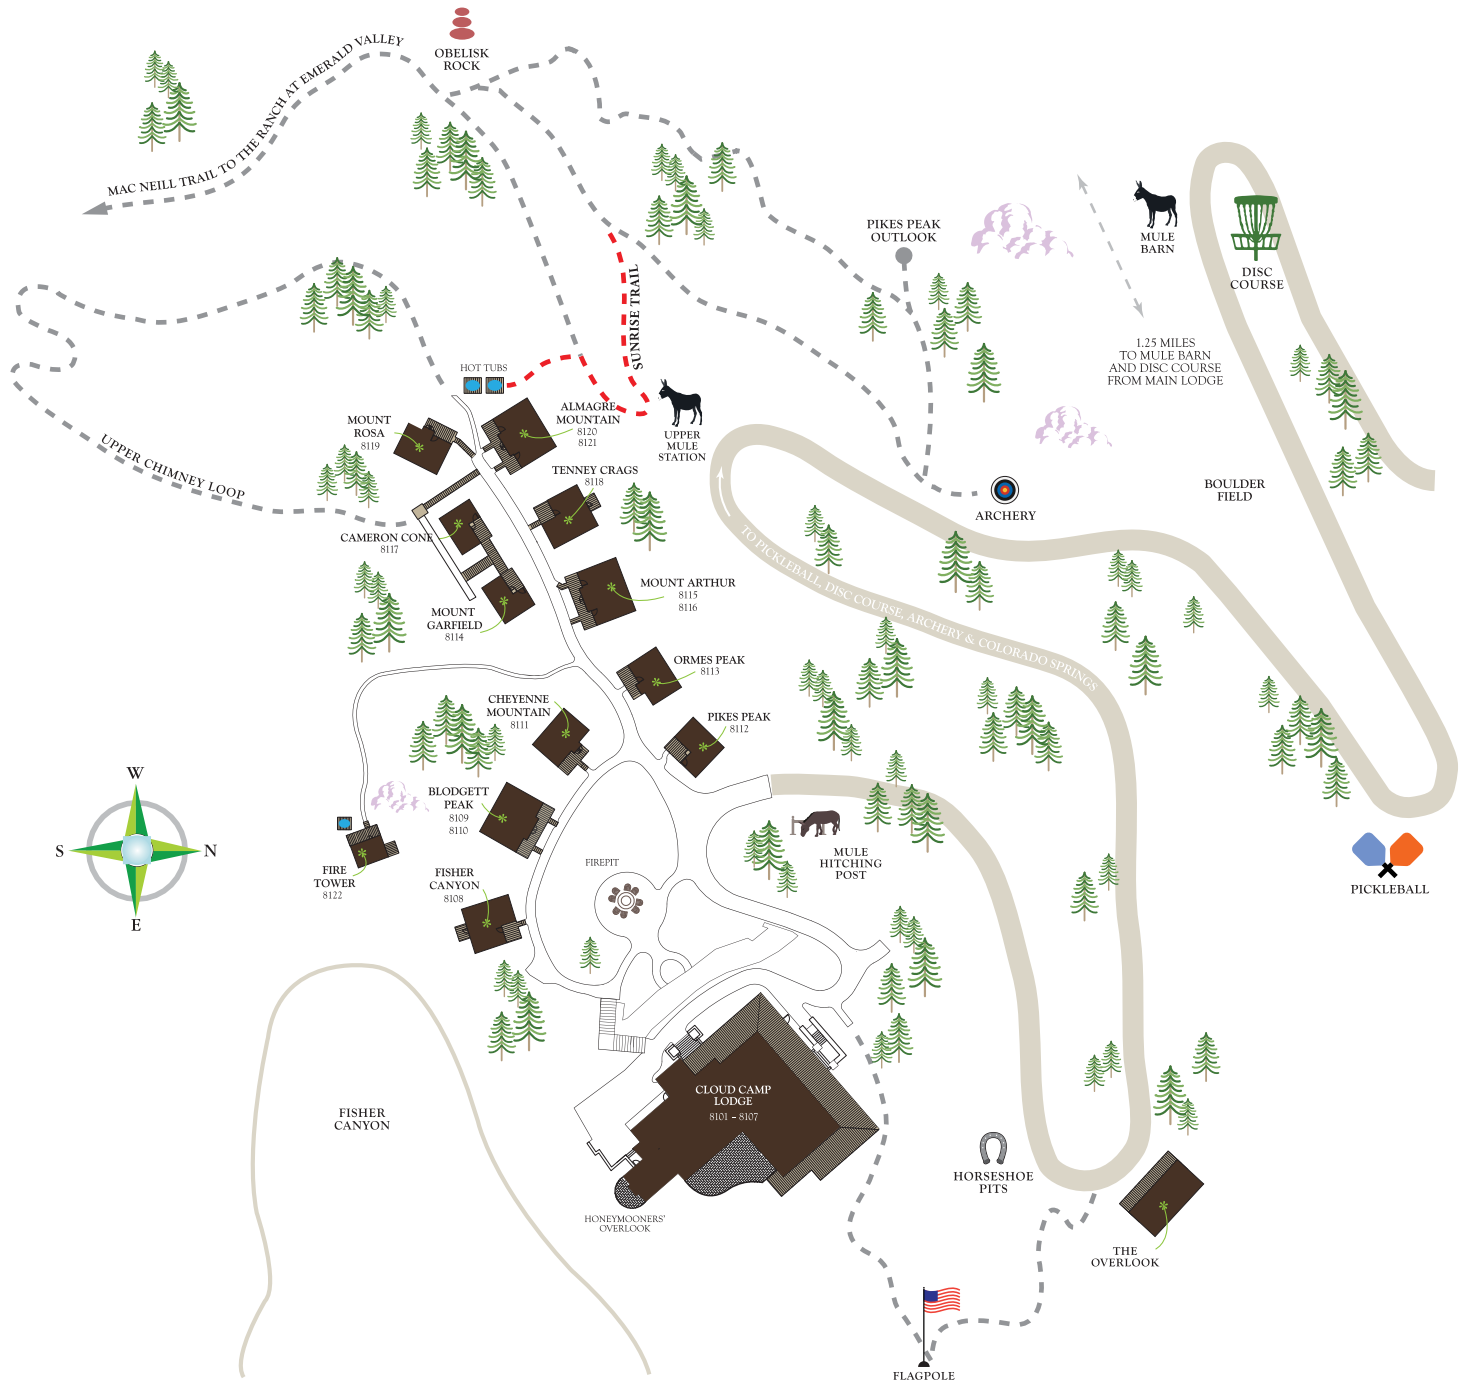 OBELISK
ROCK
MAC NEILL TRAIL TO THE RANCH AT EMERALD VALLEY
PIKES PEAK
OUTLOOK
MULE
BARN
DISC
COURSE
SUNRISE TRAIL
1.25 MILES
TO MULE BARN
AND DISC COURSE
FROM MAIN LODGE
HOT TUBS
MOUNT
ROSA
8119
ALMAGRE
MOUNTAIN
8120
8121
UPPER
MULE
STATION
TENNEY CRAGS
8118
UPPER CHIMNEY LOOP
BOULDER
FIELD
ARCHERY
CAMERON CONE
8117
TO PICKLEBALL, DISC COURSE, ARCHERY & COLORADO SPRINGS
MOUNT ARTHUR
8115
8116
MOUNT
GARFIELD
8114
ORMES PEAK
8113
CHEYENNE
MOUNTAIN
8111
PIKES PEAK
8112
W
S
N
E
BLODGETT
PEAK
8109
8110
FIRE
TOWER
8122
FISHER
CANYON
8108
FIREPIT
MULE
HITCHING
POST
PICKLEBALL
CLOUD CAMP
LODGE
8101 – 8107
FISHER
CANYON
HORSESHOE
PITS
HONEYMOONERS'
OVERLOOK
THE
OVERLOOK
FLAGPOLE